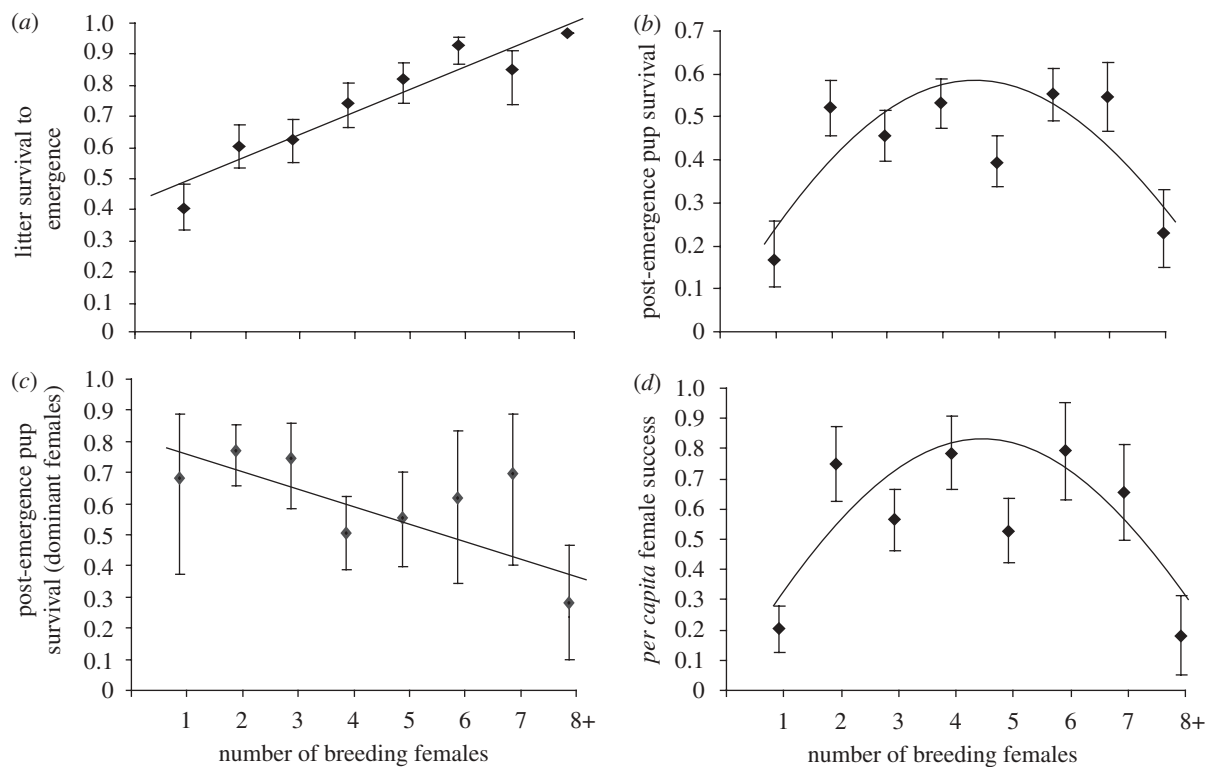 (a)
1.0
0.9
0.8
0.7
0.6
0.5
0.4
0.3
0.2
0.1
0
litter survival to
emergence
(b)
0.7
0.6
0.5
0.4
0.3
0.2
0.1
0
post-emergence pup survival
(c)
1.0
0.9
0.8
0.7
0.6
0.5
0.4
0.3
0.2
0.1
0
post-emergence pup
survival (dominant females)
1 2 3 4 5 6 7 8+
number of breeding females
(d)
1.0
0.9
0.8
0.7
0.6
0.5
0.4
0.3
0.2
0.1
0
per capita female success
1 2 3 4 5 6 7 8+
number of breeding females